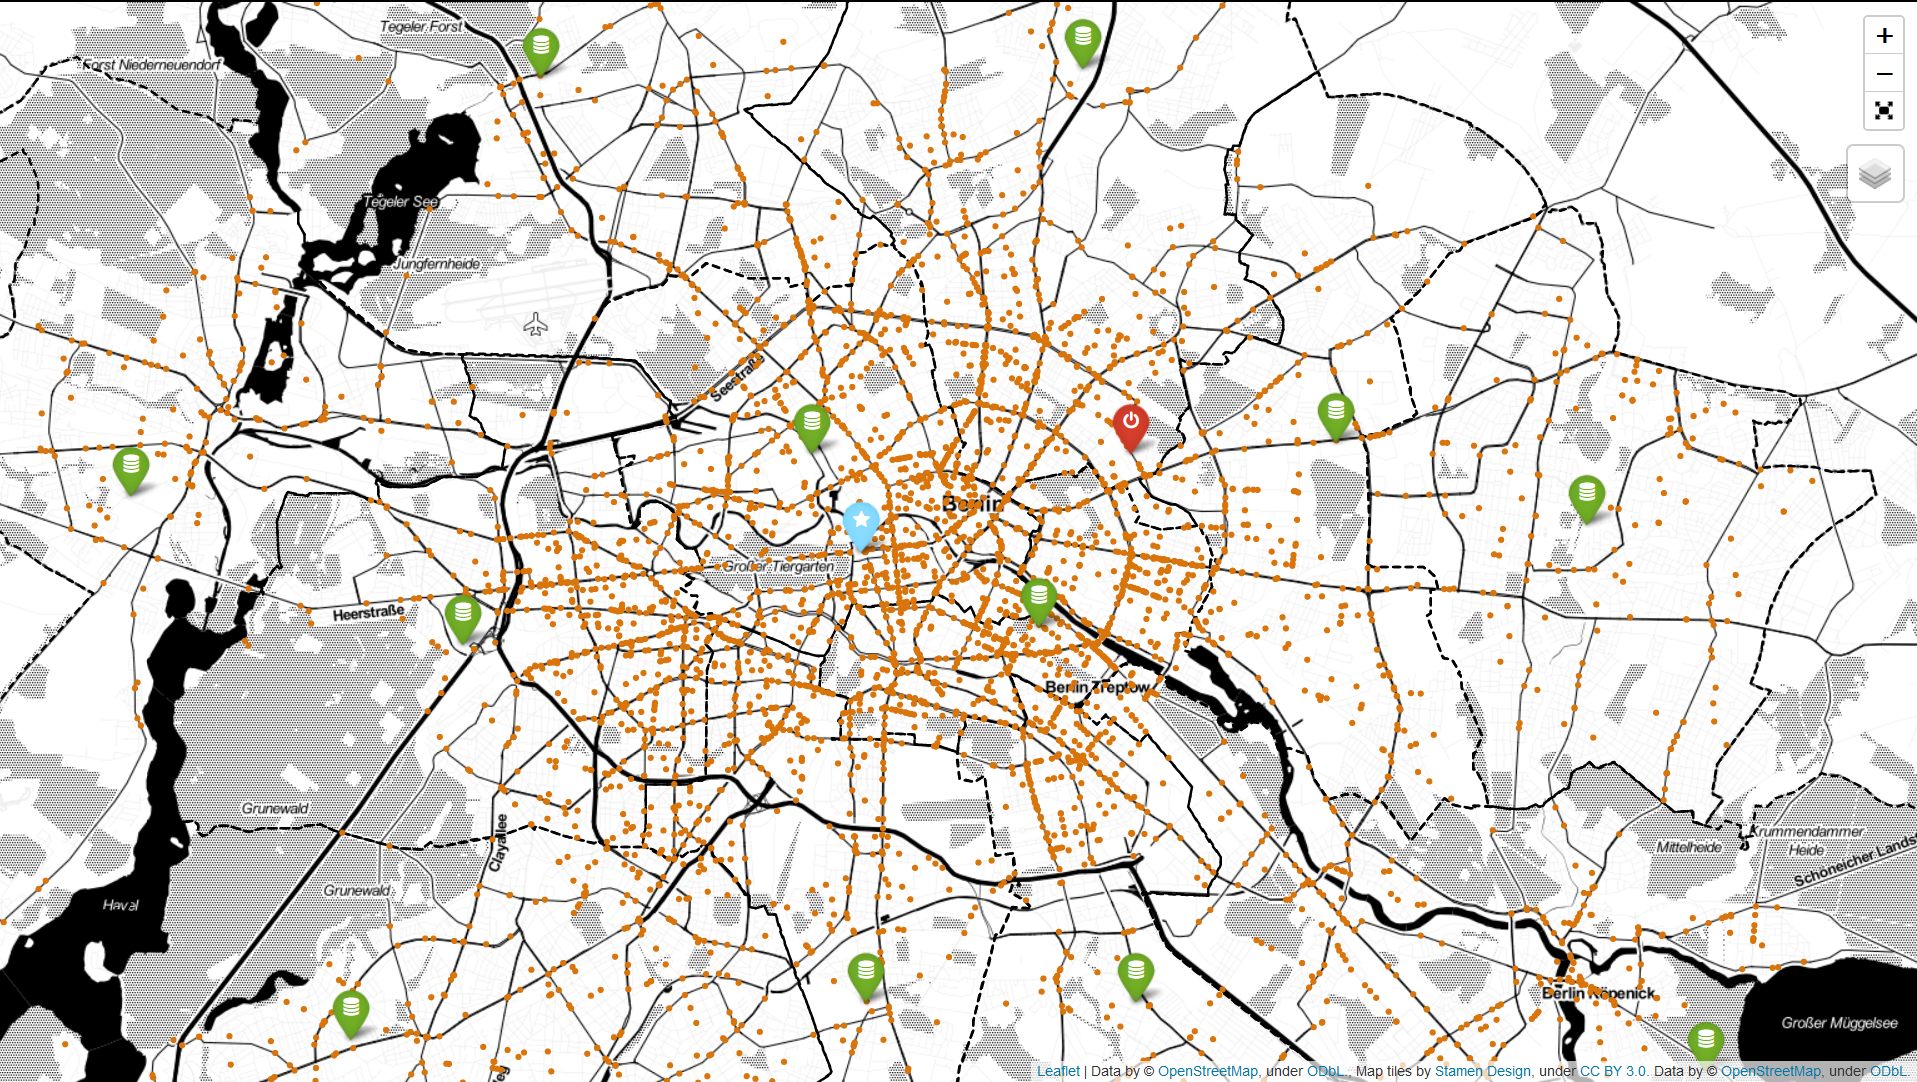 Tegeler Forst
Forst Niederneuendorf
+
−
Tegeler See
Jungfernheide
Seestraße
Berlin
Großer Tiergarten
Heerstraße
Berlin Treptow
Grunewald
Clayallee
Krummendammer
Heide
Mittelheide
Schöneicher Lands
Grunewald
Havel
Berlin Köpenick
Großer Müggelsee
eg
Leaflet | Data by © OpenStreetMap, under ODbL., Map tiles by Stamen Design, under CC BY 3.0. Data by © OpenStreetMap, under ODbL.